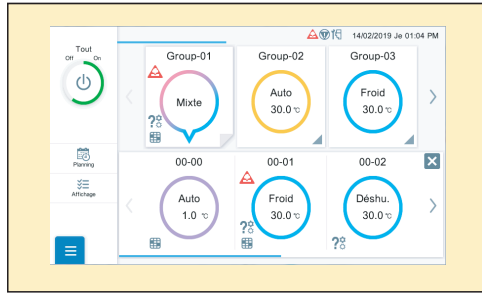 14/02/2019 Je 01:04 PM
Tout
Off On
Group-01
Group-02
Group-03
Mixte
Auto
30.0 ℃
Froid
30.0 ℃
Planning
Affichage
00-00
00-01
00-02
Auto
1.0 ℃
Froid
30.0 ℃
Déshu.
30.0 ℃